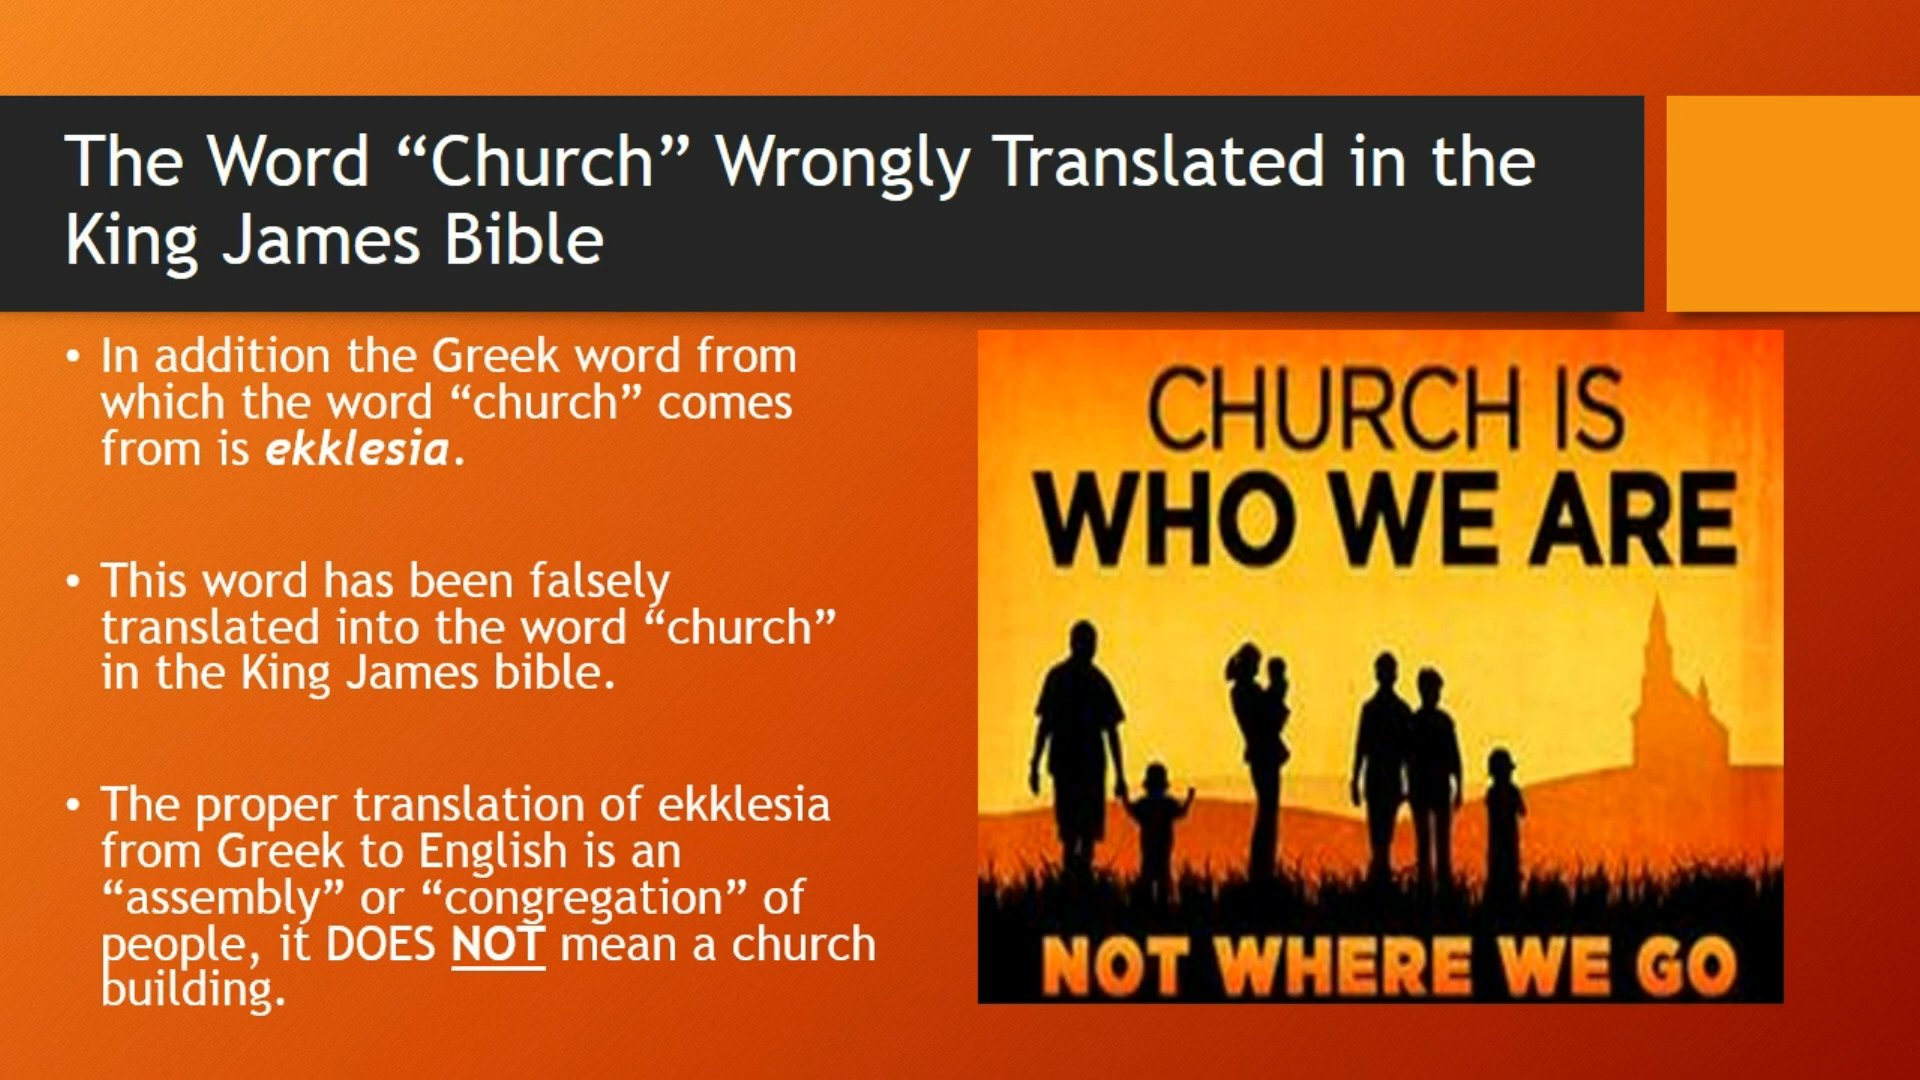 The Word “Church” Wrongly Translated in the
King James Bible
• In addition the Greek word from
which the word “church” comes
from is ekklesia.
• This word has been falsely
translated into the word “church”
in the King James bible.
• The proper translation of ekklesia
from Greek to English is an
“assembly” or “congregation” of
people, it DOES NOT mean a church
building.
CHURCH IS
WHO WE ARE
NOT WHERE WE GO